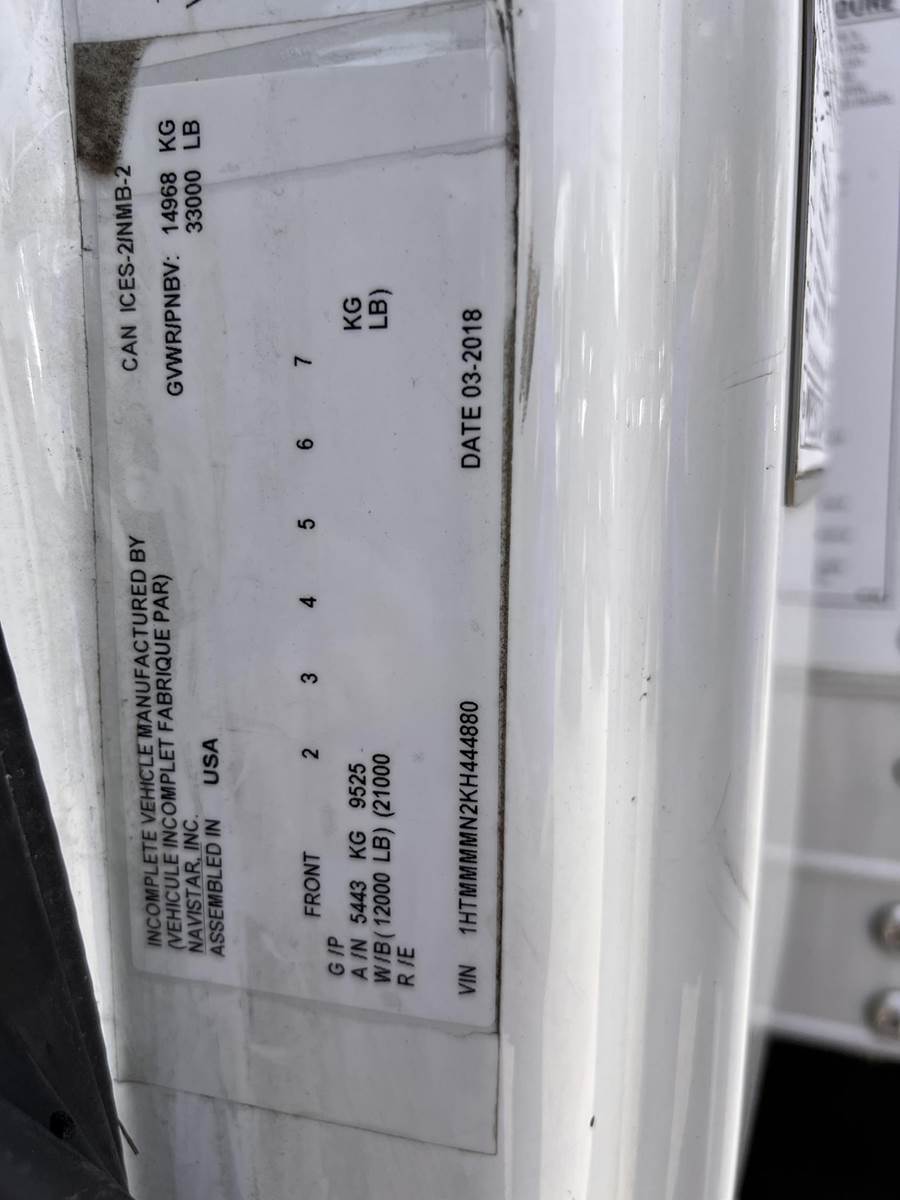 INCOMPLETE VEHICLE MANUFACTURED BY
(VEHICULE INCOMPLET FABRIQUE PAR)
NAVISTAR, INC.
ASSEMBLED IN USA
CAN ICES-2/NMB-2
GVWR/PNBV: 14968 KG
33000 LB
FRONT 2 3 4 5 6 7
G /P
A /N 5443 KG 9525 KG
W/B ( 12000 LB) (21000 LB)
R /E
VIN 1HTMMMMN2KH444880 DATE 03-2018